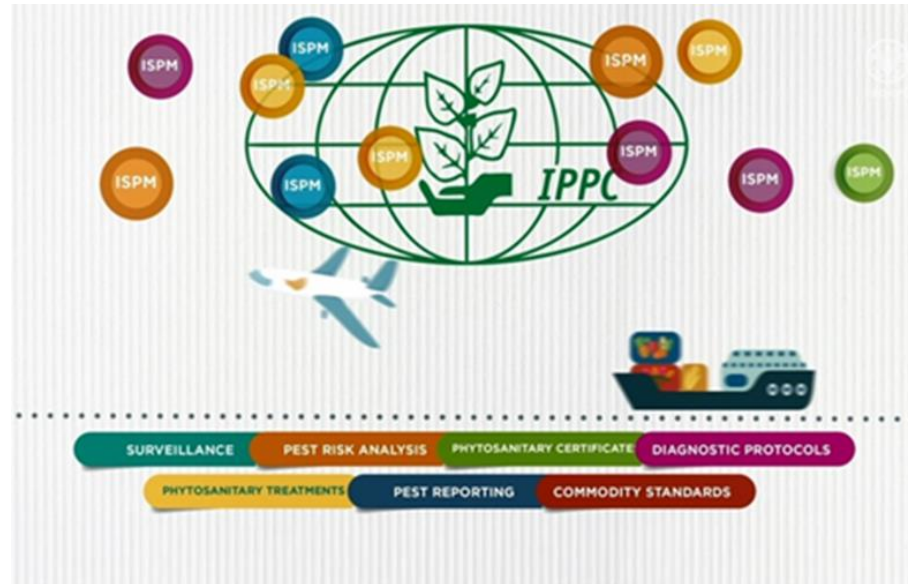 ISPM
ISPM
ISPM
ISPM
ISPM
ISPM
ISPM
ISPM
ISPM
ISPM
ISPM
IPPC
SURVEILLANCE
PEST RISK ANALYSIS
PHYTOSANITARY CERTIFICATE
DIAGNOSTIC PROTOCOLS
PHYTOSANITARY TREATMENTS
PEST REPORTING
COMMODITY STANDARDS